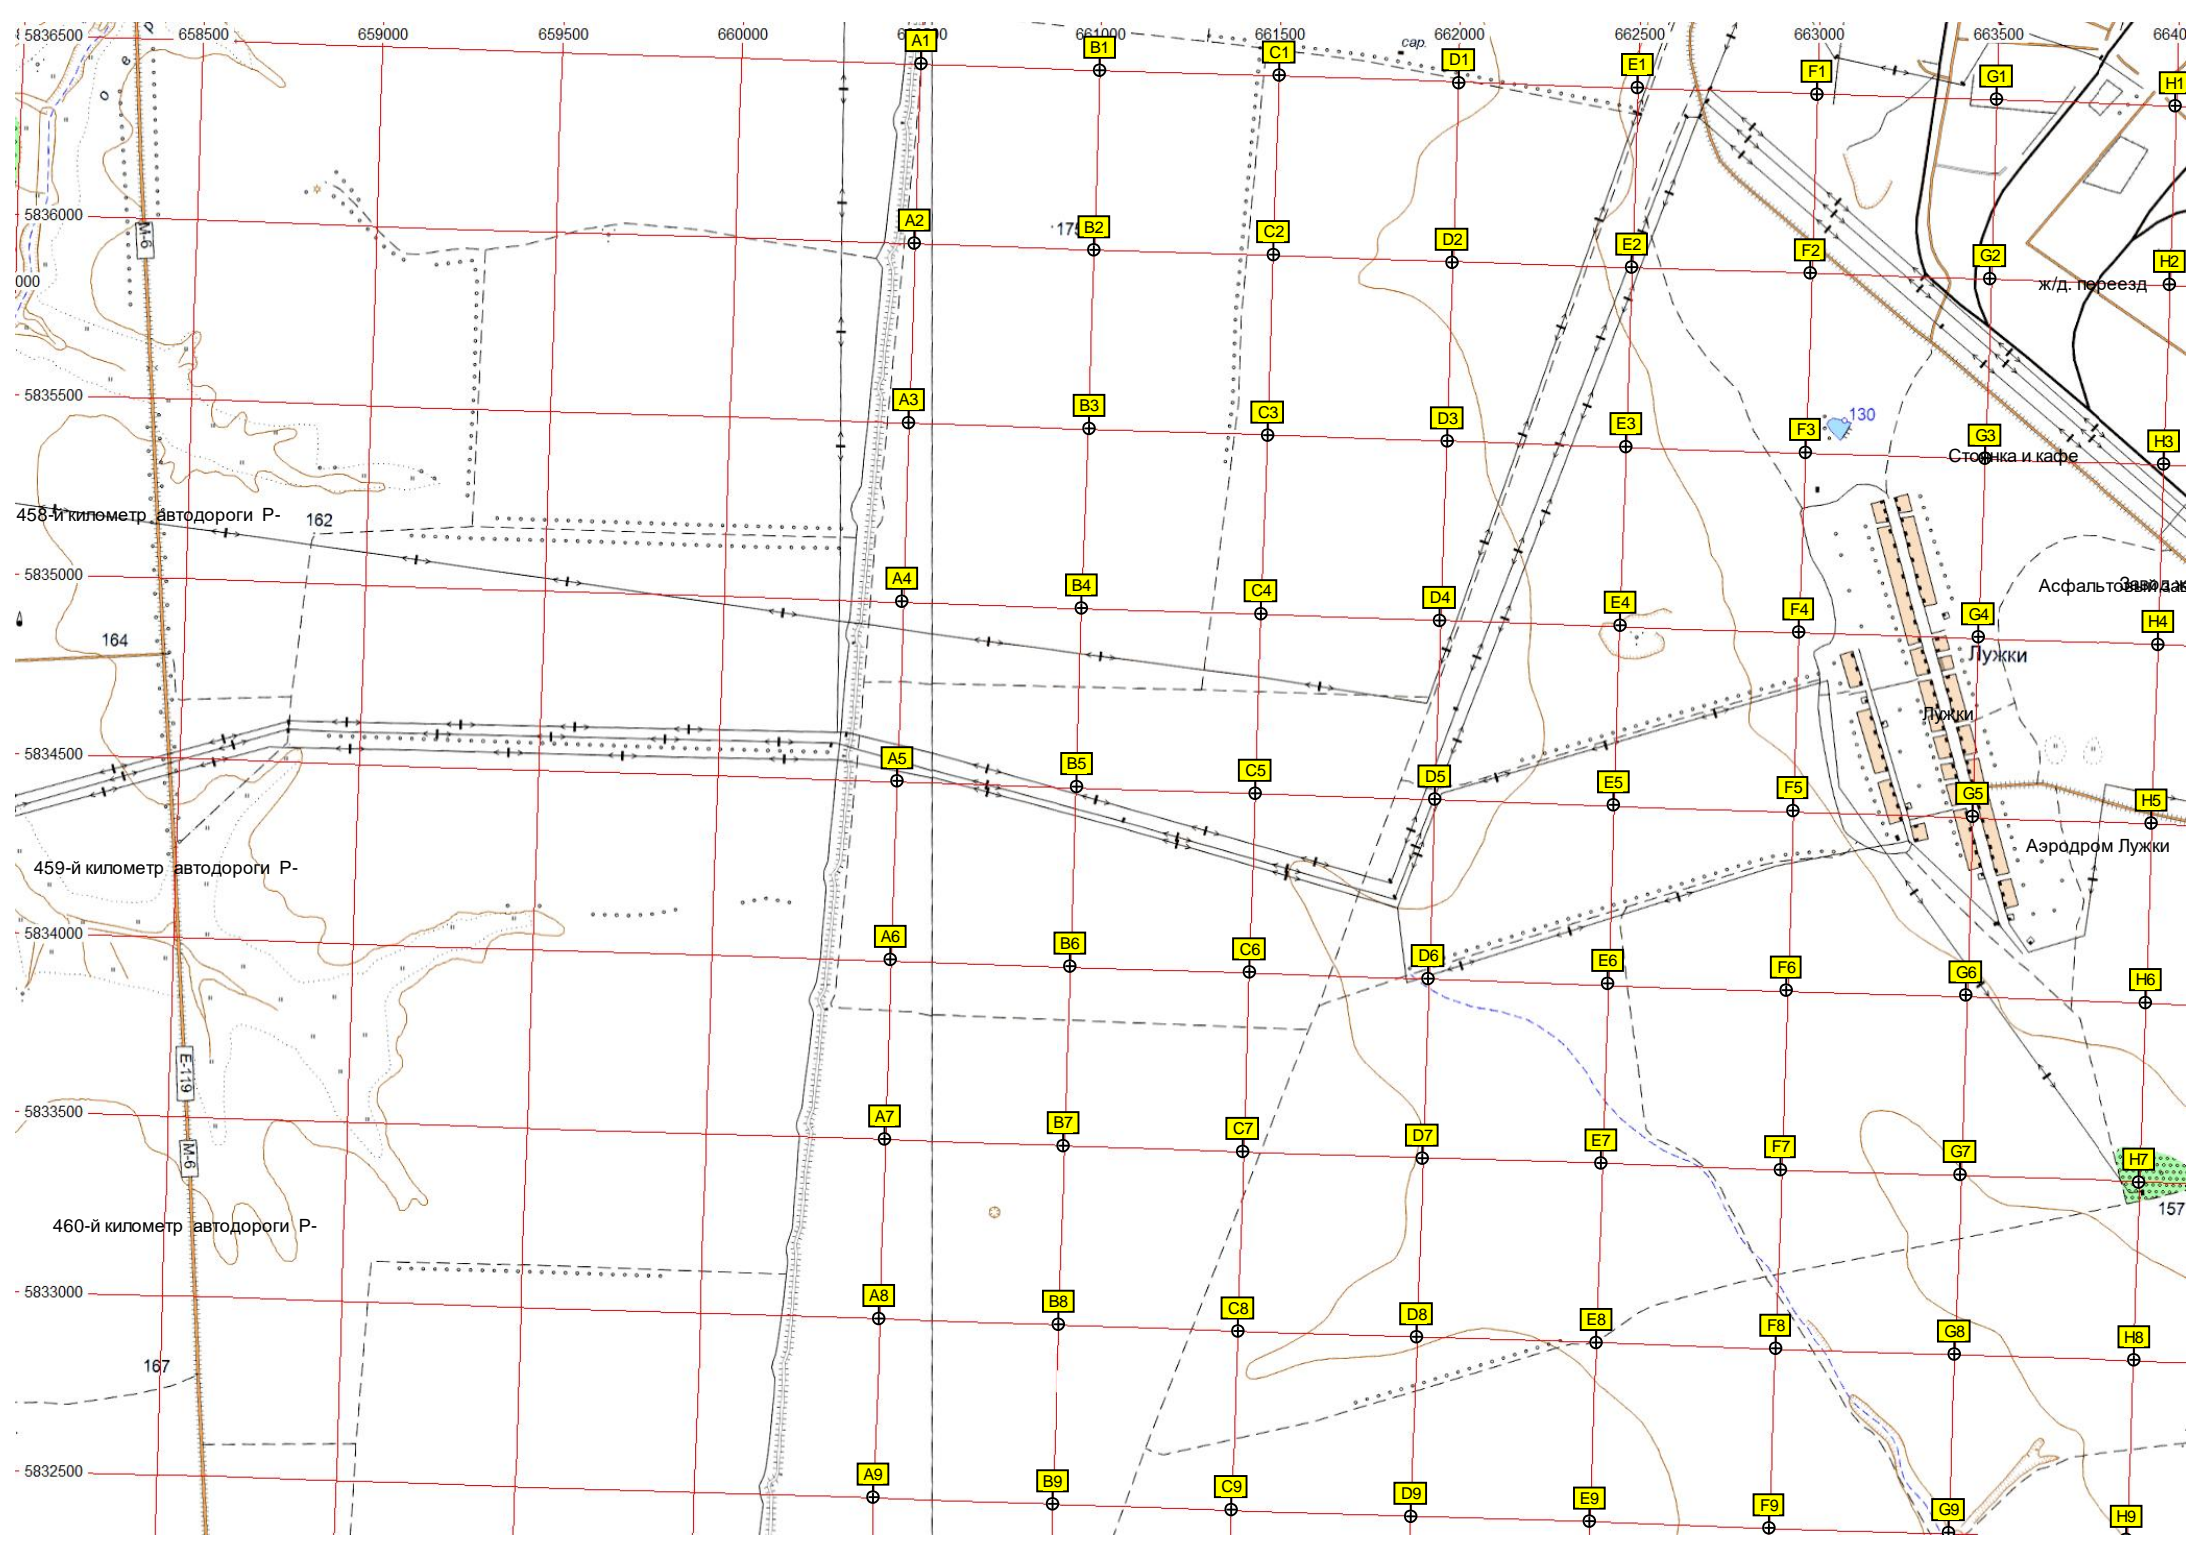 5836500 658500 659000 659500 660000 661000 661500 662000 662500 663000 663500
A1 B1 C1 сар. D1 E1 F1 G1 H1
5836000
М-6
A2 175 B2 C2 D2 E2 F2 G2 H2
000
ж/д. переезд
5835500
A3 B3 C3 D3 E3 F3 130 G3 H3
Стоянка и кафе
458-й километр автодороги Р-
162
5835000
A4 B4 C4 D4 E4 F4 G4 H4
164
Лужки
Лужки
5834500
A5 B5 C5 D5 E5 F5 G5 H5
Аэродром Лужки
459-й километр автодороги Р-
5834000
A6 B6 C6 D6 E6 F6 G6 H6
E-119
5833500
A7 B7 C7 D7 E7 F7 G7 H7
М-6
157
460-й километр автодороги Р-
5833000
A8 B8 C8 D8 E8 F8 G8 H8
167
5832500
A9 B9 C9 D9 E9 F9 G9 H9